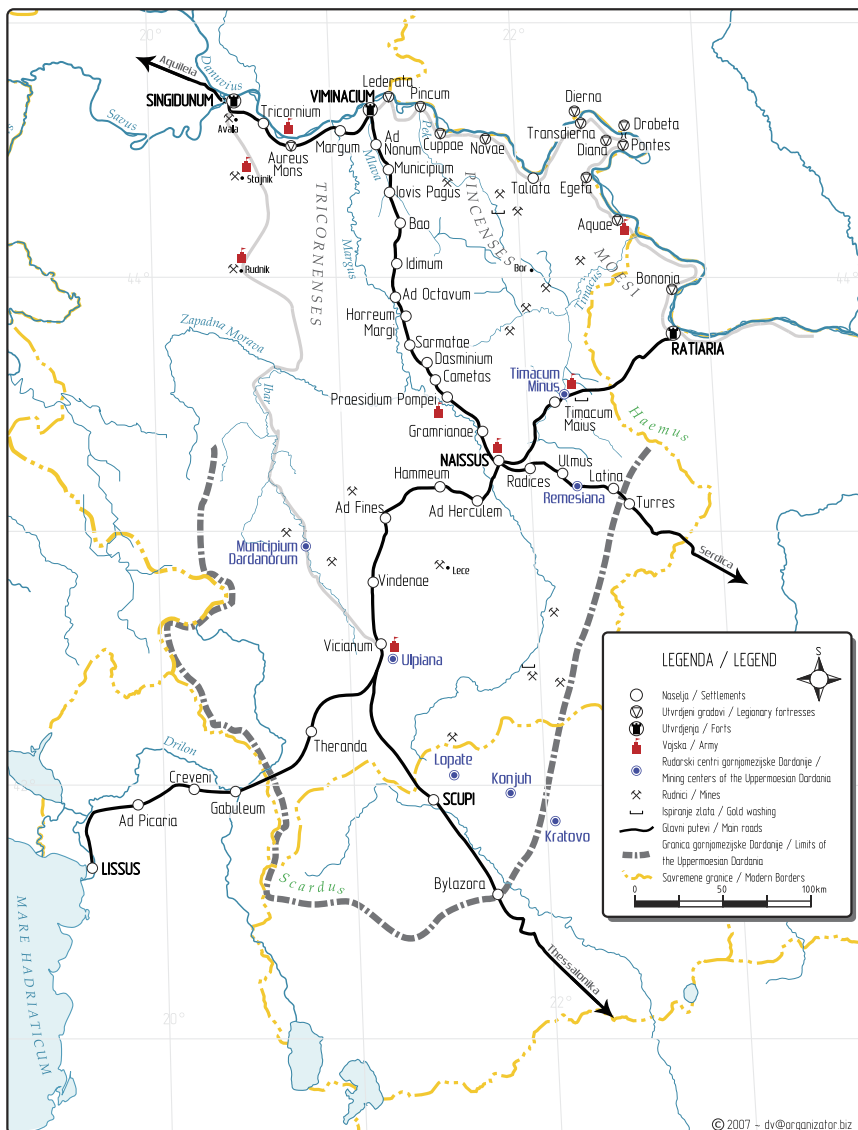 20°
22°
Aquileia
Danuvius
Savus
SINGIDUNUM
Tricornium
Avala
Aureus
Mons
Stojnik
Margum
VIMINACIUM
Lederata
Pincum
Pek
Cuppae
Novae
Taliata
Dierna
Transdierna
Drobeta
Diana
Pontes
Egeta
Aquae
Ad
Nonum
Mlava
Municipium
Iovis Pagus
Bao
Idimum
Ad Octavum
Horreum
Margi
Sarmatae
Dasminium
Cametas
Praesidium Pompei
Gramrianae
NAISSUS
TRICORNENSES
PINCENSES
MOESI
Margus
Timacus
Bor
Bononia
RATIARIA
44°
44°
Rudnik
Zapadna Morava
Ibar
Timacum
Minus
Timacum
Maius
Haemus
Hammeum
Ad Fines
Ad Herculem
Radices
Ulmus
Remesiana
Latina
Turres
Serdica
Municipium
Dardanorum
Lece
Vindenae
Vicianum
Ulpiana
Theranda
Drilon
Creveni
Ad Picaria
Gabuleum
LISSUS
Lopate
Konjuh
Kratovo
SCUPI
Scardus
Bylazora
Thessalonika
MARE HADRIATICUM
20°
22°
LEGENDA / LEGEND
S
Naselja / Settlements
Utvrdjeni gradovi / Legionary fortresses
Utvrdjenja / Forts
Vojska / Army
Rudarski centri gornjomezijske Dardanije /
Mining centers of the Uppermoesian Dardania
Rudnici / Mines
Ispiranje zlata / Gold washing
Glavni putevi / Main roads
Granica gornjomezijske Dardanije / Limits of
the Uppermoesian Dardania
Savremene granice / Modern Borders
0 50 100km
© 2007 ~ dv@organizator.biz